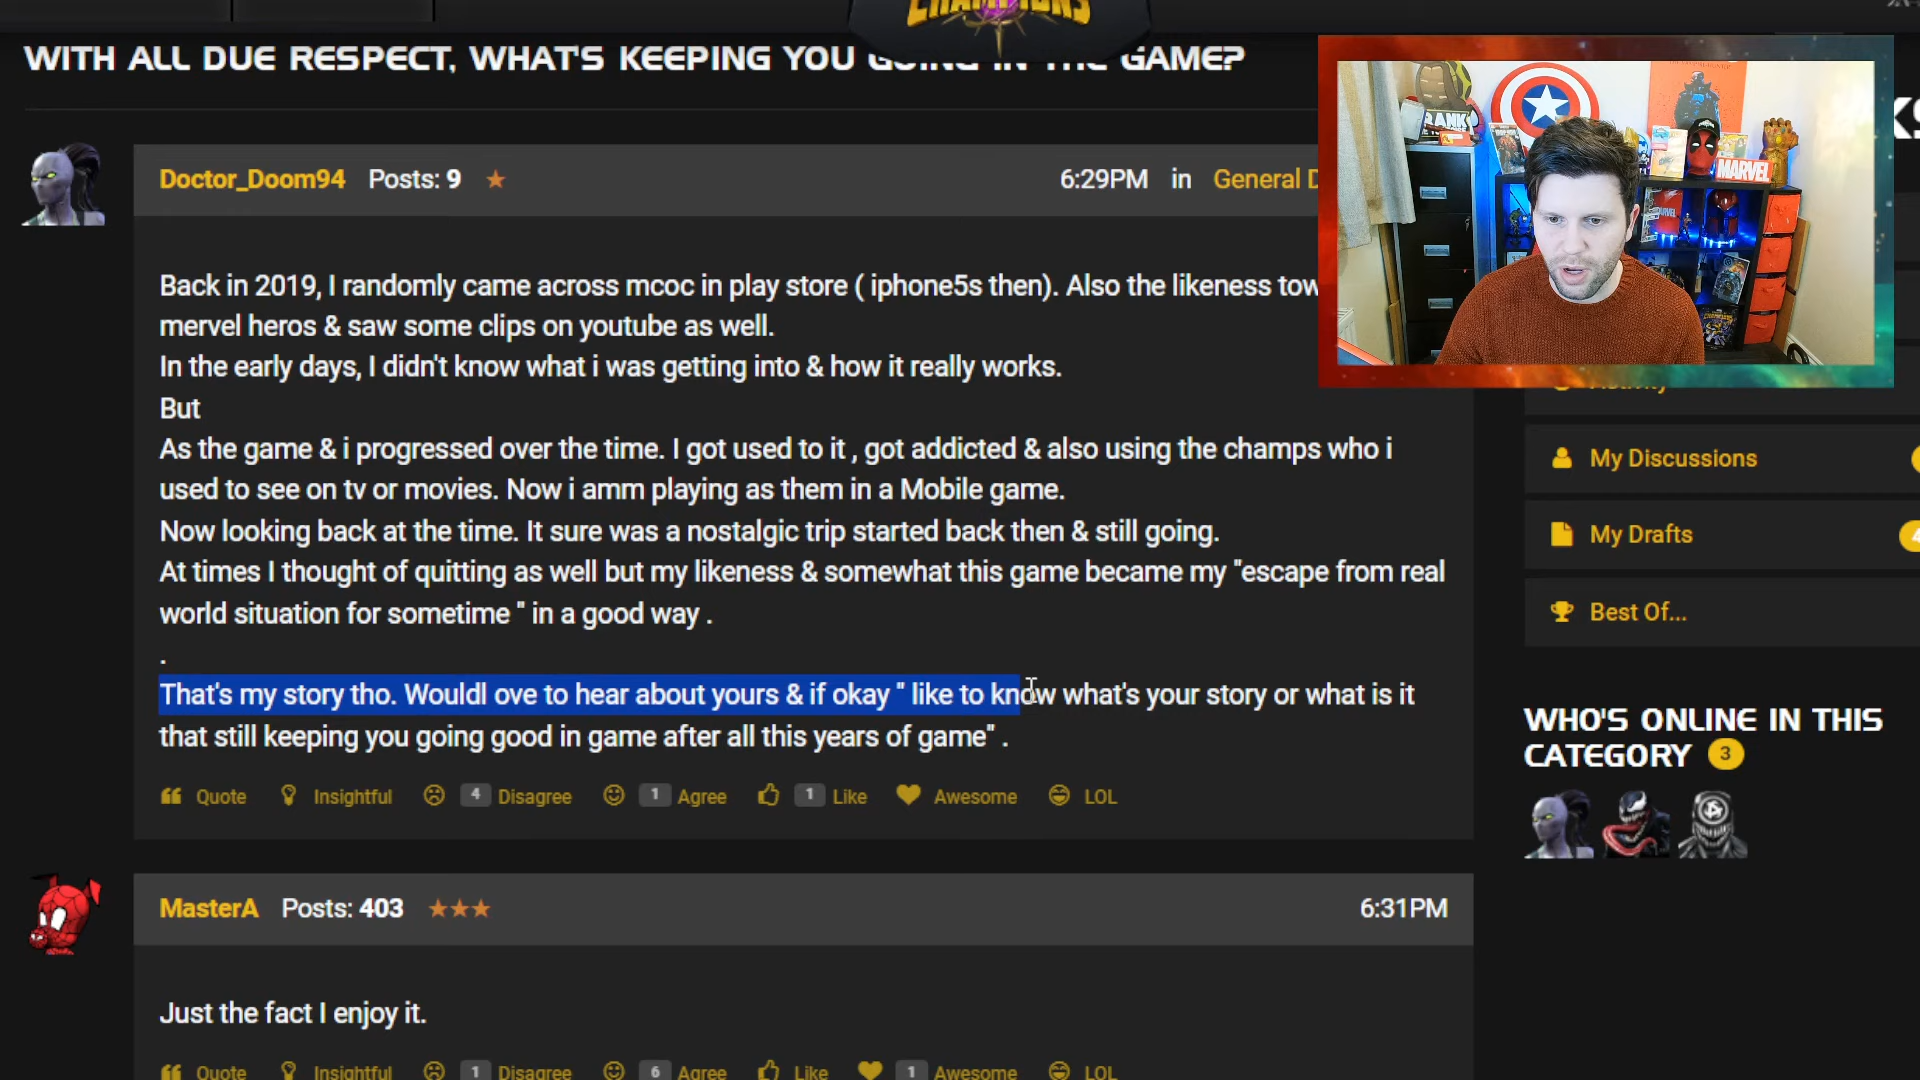 CHAMPIONS
WITH ALL DUE RESPECT, WHAT'S KEEPING YOU GOING IN THE GAME?
Doctor_Doom94 Posts: 9 6:29PM in General D
Back in 2019, I randomly came across mcoc in play store ( iphone5s then). Also the likeness tow
mervel heros & saw some clips on youtube as well.
In the early days, I didn't know what i was getting into & how it really works.
But
As the game & i progressed over the time. I got used to it , got addicted & also using the champs who i
used to see on tv or movies. Now i amm playing as them in a Mobile game.
Now looking back at the time. It sure was a nostalgic trip started back then & still going.
At times I thought of quitting as well but my likeness & somewhat this game became my "escape from real
world situation for sometime " in a good way .
.
That's my story tho. Wouldl ove to hear about yours & if okay " like to know what's your story or what is it
that still keeping you going good in game after all this years of game" .
Quote Insightful 4 Disagree 1 Agree 1 Like Awesome LOL
MasterA Posts: 403 6:31PM
Just the fact I enjoy it.
Quote Insightful 1 Disagree 6 Agree Like 1 Awesome LOL
MARVEL
My Discussions
My Drafts 4
Best Of...
WHO'S ONLINE IN THIS
CATEGORY 3